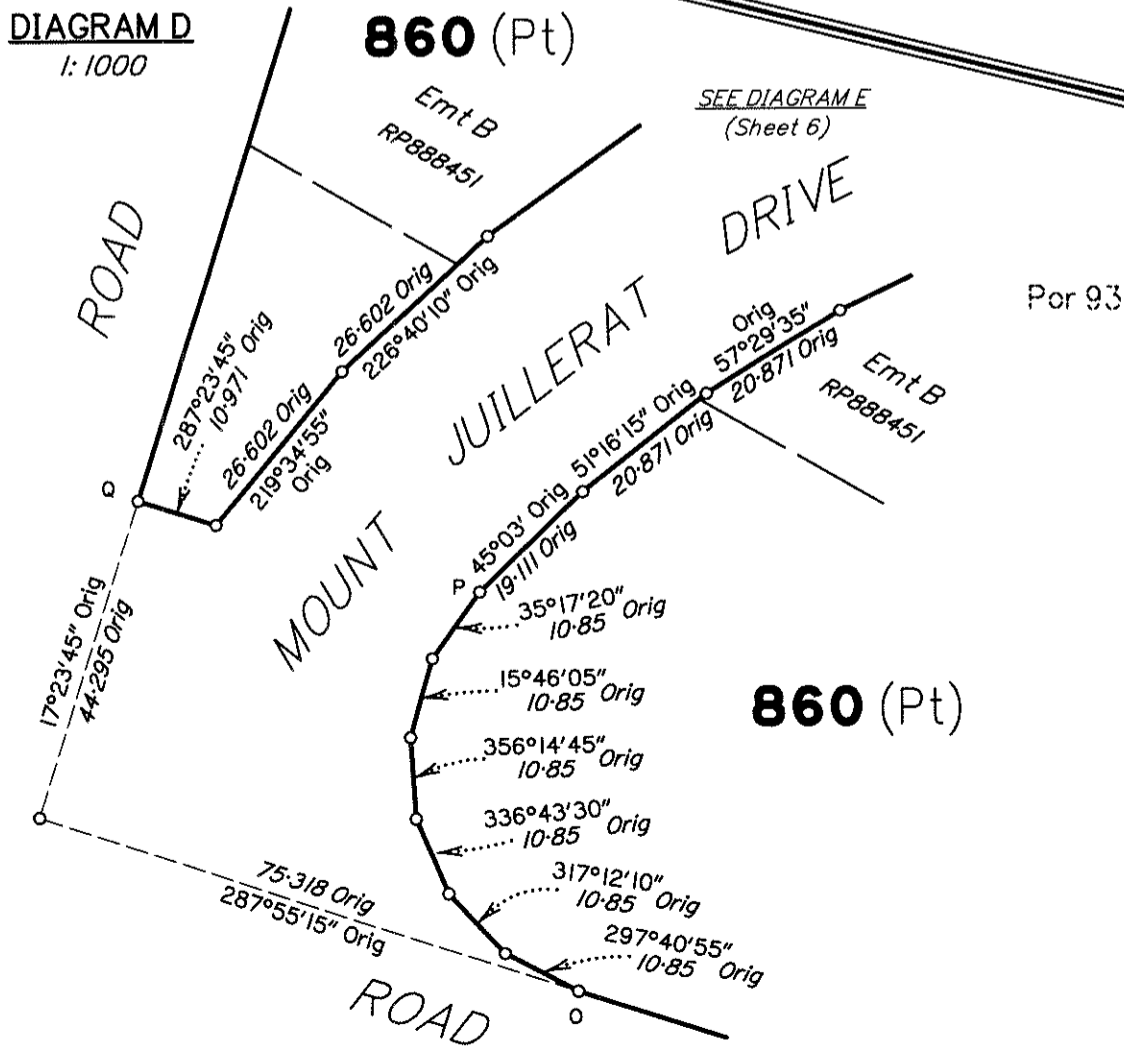 DIAGRAM D
1:1000
860 (Pt)
Emt B
RP888451
SEE DIAGRAM E
(Sheet 6)
ROAD
MOUNT JUILLERAT DRIVE
Por 93
26·602 Orig
226°40'10" Orig
287°23'45"
10·971 Orig
26·602 Orig
219°34'55"
Orig
Q
17°23'45" Orig
44·295 Orig
Orig
57°29'35"
20·871 Orig
Emt B
RP888451
51°16'15" Orig
20·871 Orig
45°03' Orig
19·111 Orig
P
35°17'20"
10·85 Orig
15°46'05"
10·85 Orig
860 (Pt)
356°14'45"
10·85 Orig
336°43'30"
10·85 Orig
317°12'10"
10·85 Orig
297°40'55"
10·85 Orig
75·318 Orig
287°55'15" Orig
O
ROAD